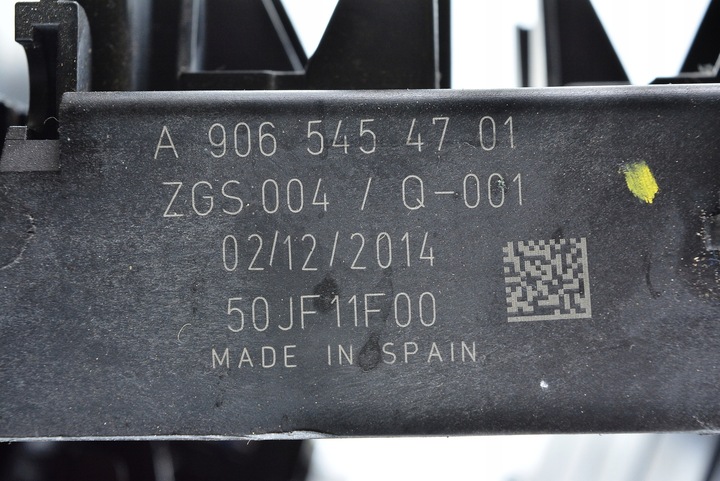 A 906 545 47 01
ZGS 004 / Q-001
02/12/2014
50JF11F00
MADE IN SPAIN